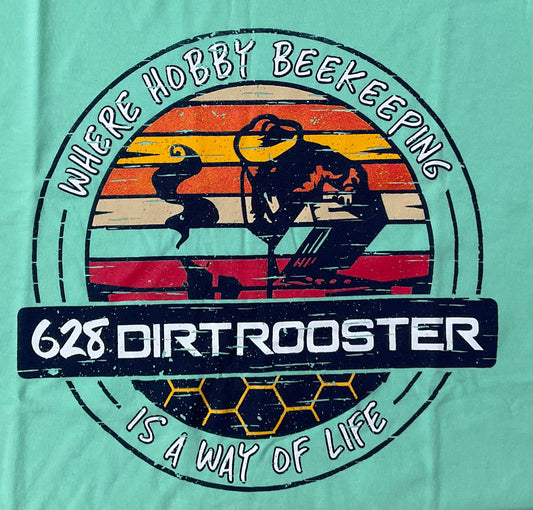 WHERE HOBBY BEEKEEPING
628 DIRTROOSTER
IS A WAY OF LIFE